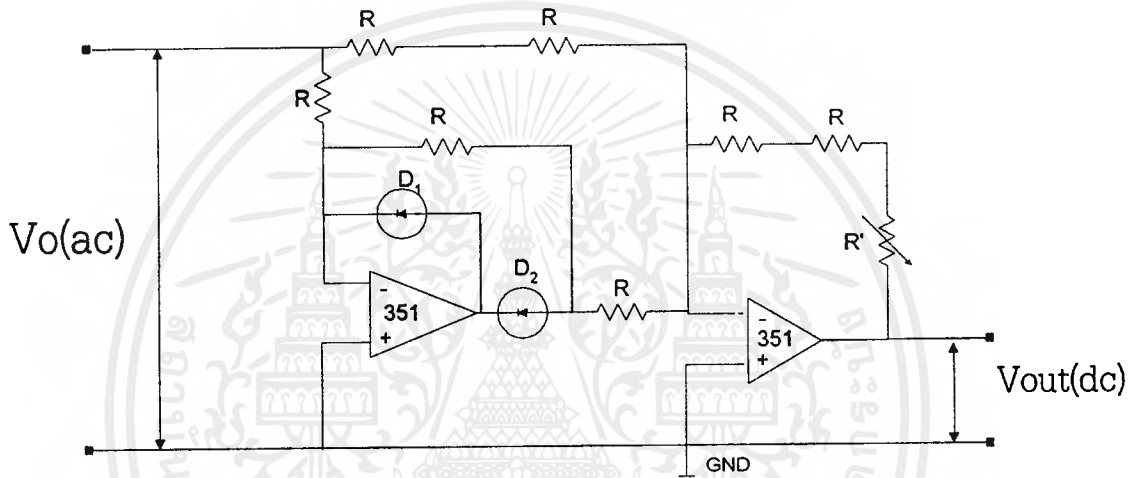 R
R
R
R
R
R
D1
R'
Vo(ac)
D2
R
-
351
+
-
351
+
Vout(dc)
GND